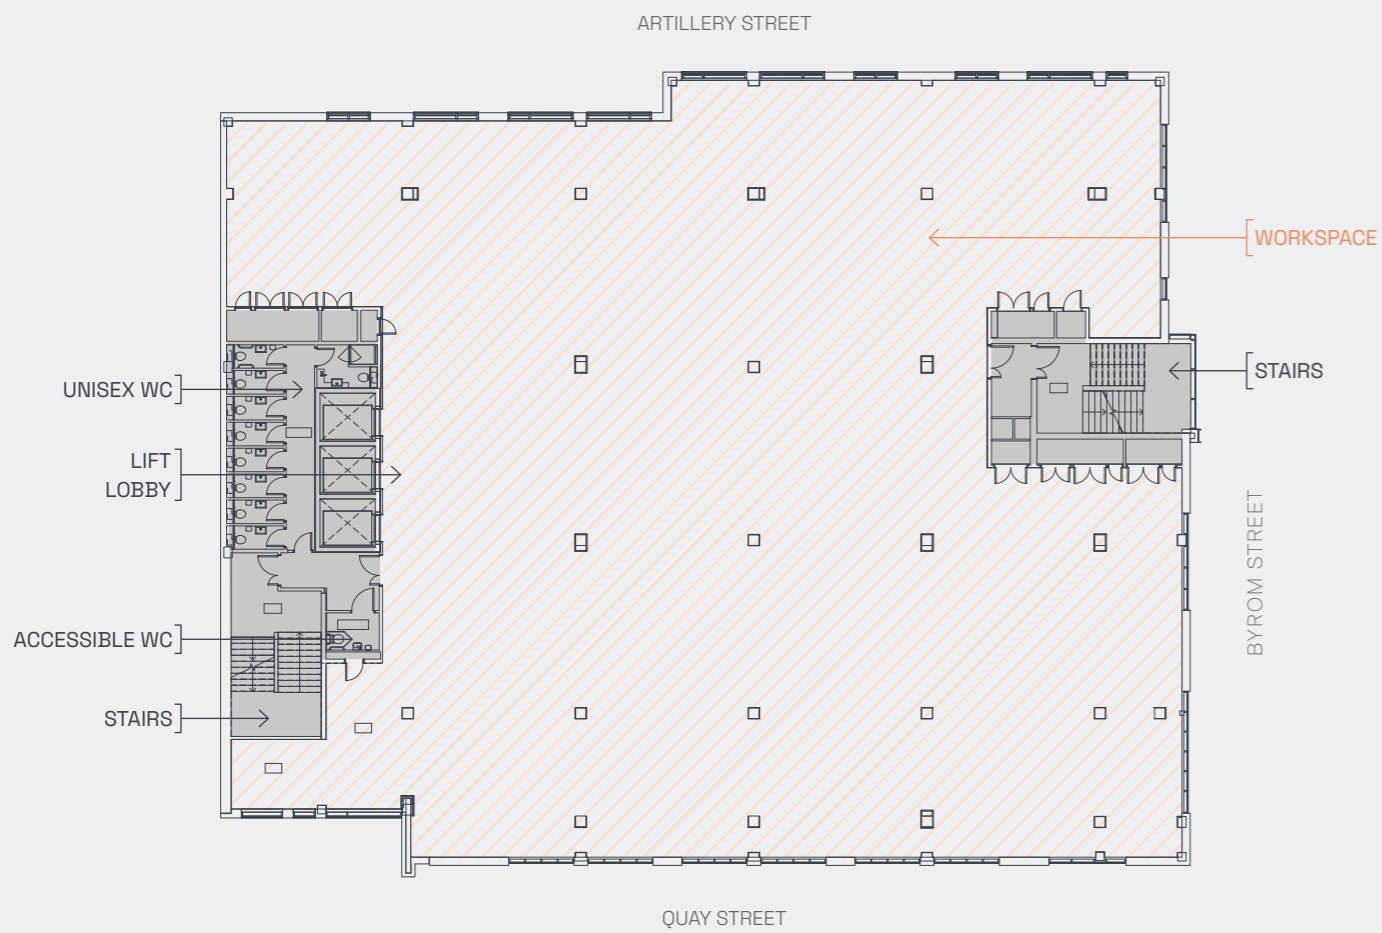 ARTILLERY STREET
WORKSPACE
STAIRS
UNISEX WC
LIFT
LOBBY
BYROM STREET
ACCESSIBLE WC
STAIRS
QUAY STREET